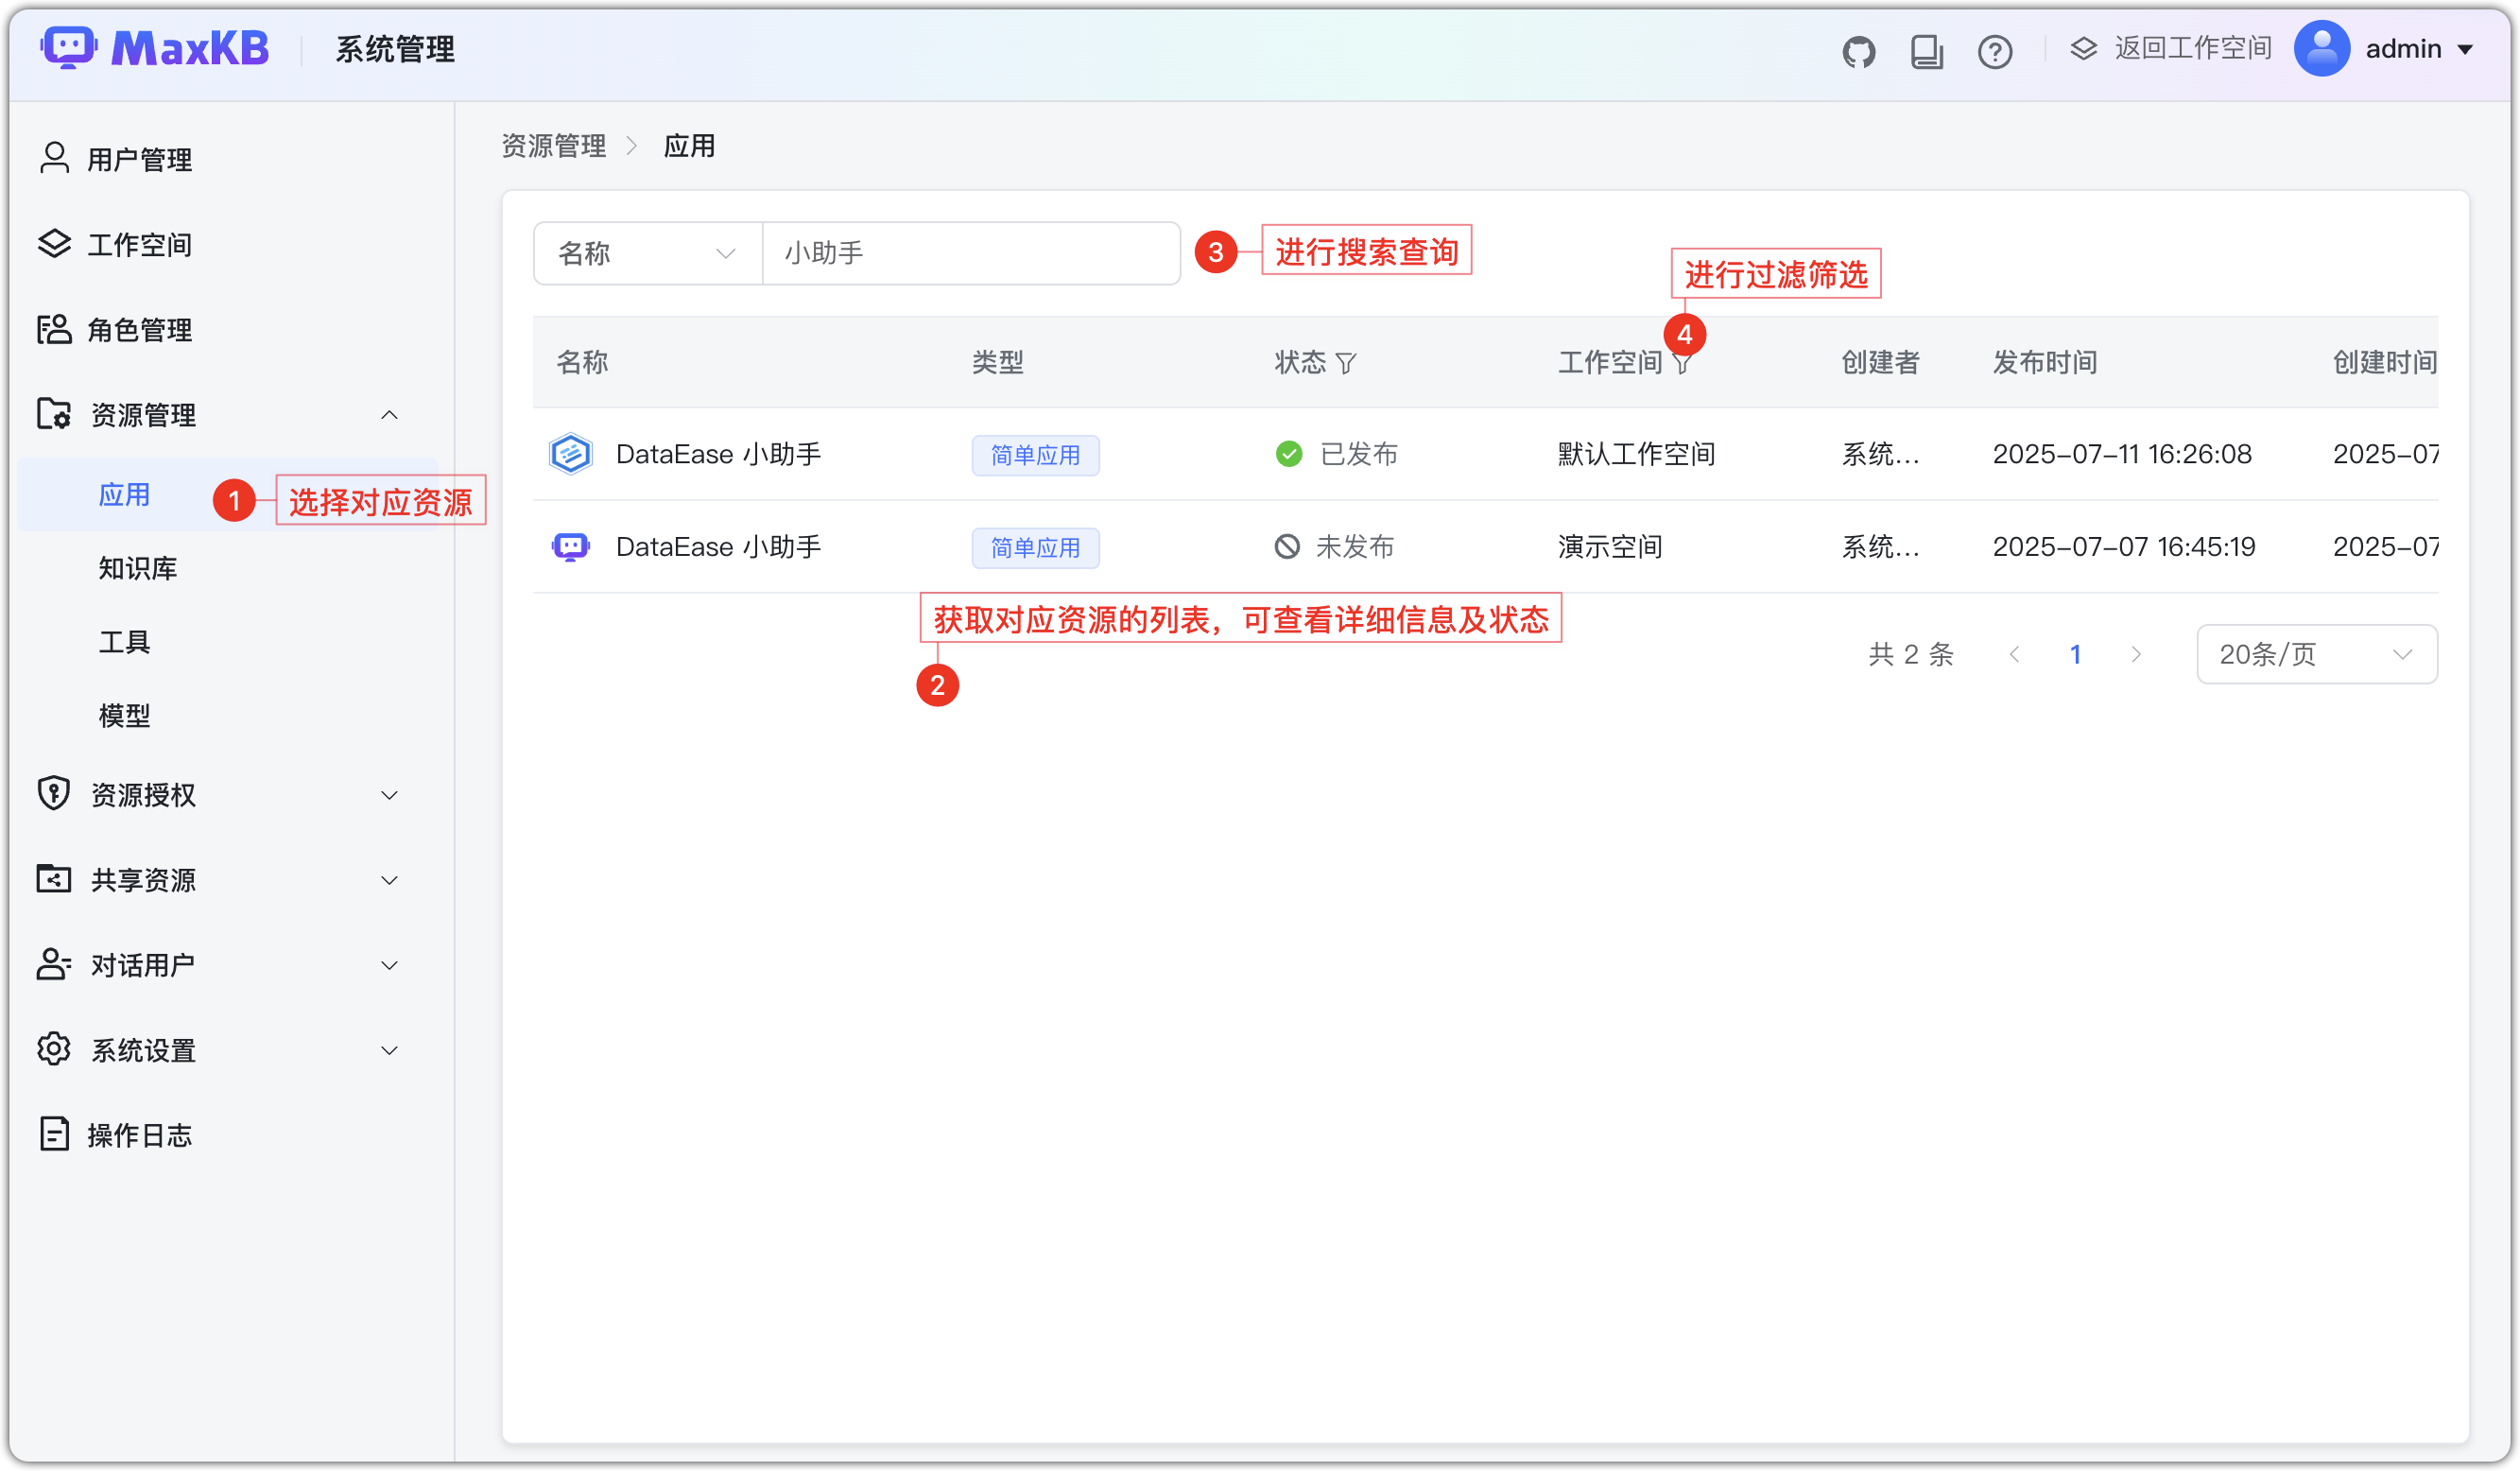 MaxKB 系统管理 返回工作空间 admin
用户管理
工作空间
角色管理
资源管理
应用
1 选择对应资源
知识库
工具
模型
资源授权
共享资源
对话用户
系统设置
操作日志
资源管理 > 应用
名称 小助手 3 进行搜索查询
进行过滤筛选
4
名称 类型 状态 工作空间 创建者 发布时间 创建时间
DataEase 小助手 简单应用 已发布 默认工作空间 系统... 2025-07-11 16:26:08 2025-07
DataEase 小助手 简单应用 未发布 演示空间 系统... 2025-07-07 16:45:19 2025-07
获取对应资源的列表，可查看详细信息及状态
2
共 2 条 1 20条/页